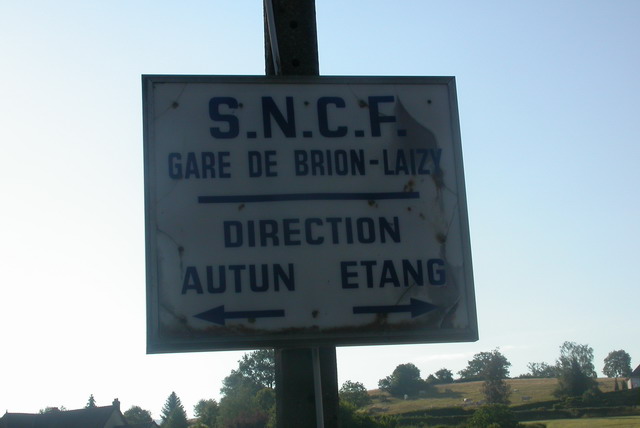 S.N.C.F.
GARE DE BRION-LAIZY
DIRECTION
AUTUN ETANG